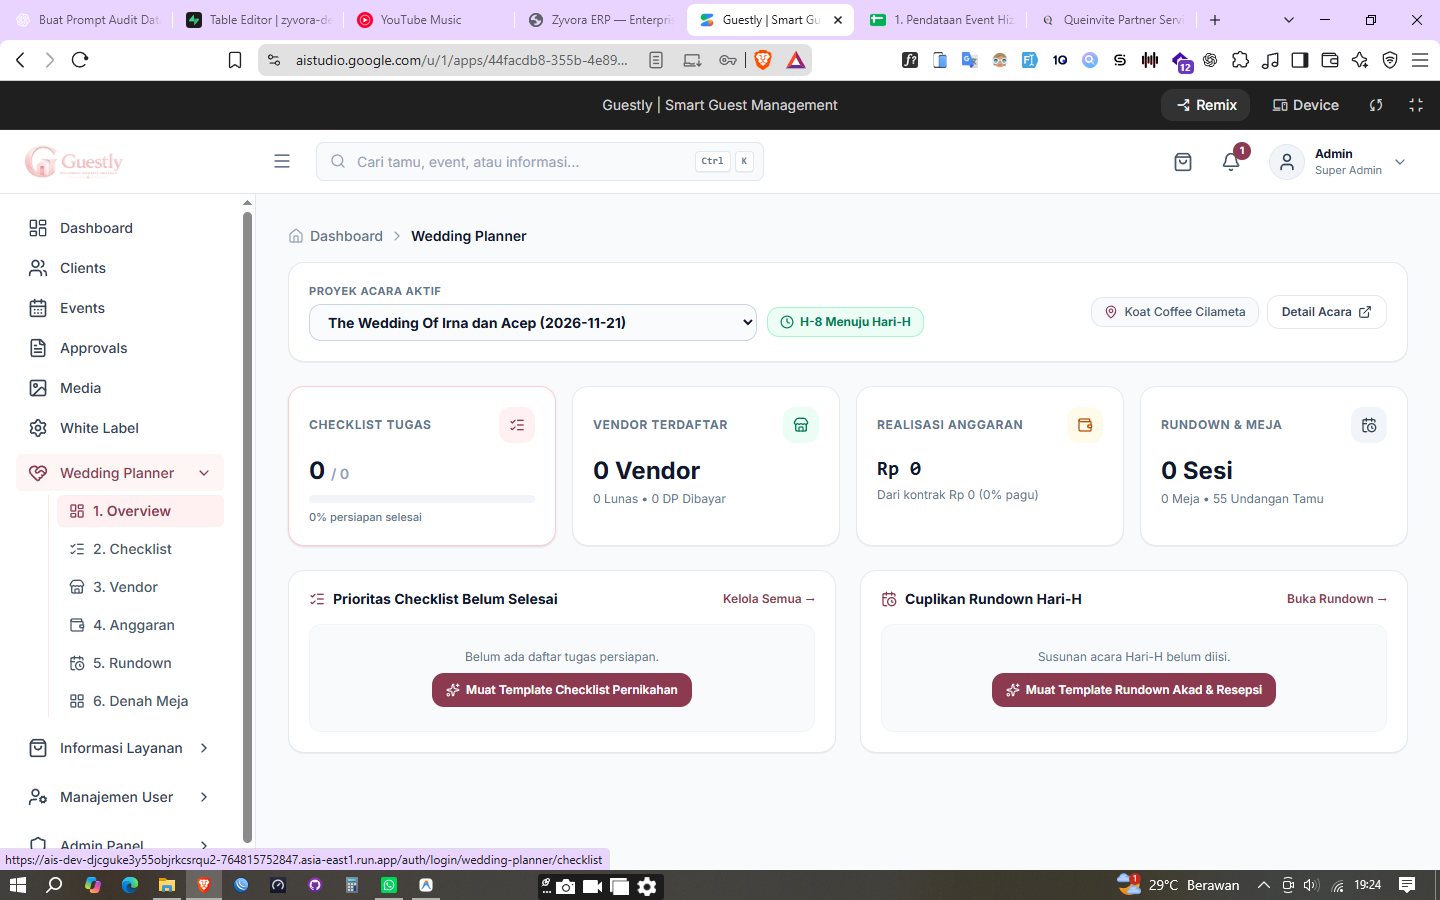 Buat Prompt Audit Dat
Table Editor | zyvora-de
YouTube Music
Zyvora ERP — Enterpris
Guestly | Smart Gu
1. Pendataan Event Hiz
Queinvite Partner Servi
aistudio.google.com/u/1/apps/44facdb8-355b-4e89...
12
Guestly | Smart Guest Management
Remix
Device
Guestly
Cari tamu, event, atau informasi...
Ctrl
K
1
Admin
Super Admin
Dashboard
Clients
Events
Approvals
Media
White Label
Wedding Planner
1. Overview
2. Checklist
3. Vendor
4. Anggaran
5. Rundown
6. Denah Meja
Informasi Layanan
Manajemen User
Admin Panel
Dashboard
Wedding Planner
PROYEK ACARA AKTIF
The Wedding Of Irna dan Acep (2026-11-21)
H-8 Menuju Hari-H
Koat Coffee Cilameta
Detail Acara
CHECKLIST TUGAS
0 / 0
0% persiapan selesai
VENDOR TERDAFTAR
0 Vendor
0 Lunas • 0 DP Dibayar
REALISASI ANGGARAN
Rp 0
Dari kontrak Rp 0 (0% pagu)
RUNDOWN & MEJA
0 Sesi
0 Meja • 55 Undangan Tamu
Prioritas Checklist Belum Selesai
Kelola Semua →
Belum ada daftar tugas persiapan.
Muat Template Checklist Pernikahan
Cuplikan Rundown Hari-H
Buka Rundown →
Susunan acara Hari-H belum diisi.
Muat Template Rundown Akad & Resepsi
https://ais-dev-djcguke3y55objrkcsrqu2-764815752847.asia-east1.run.app/auth/login/wedding-planner/checklist
1
29°C Berawan
19:24